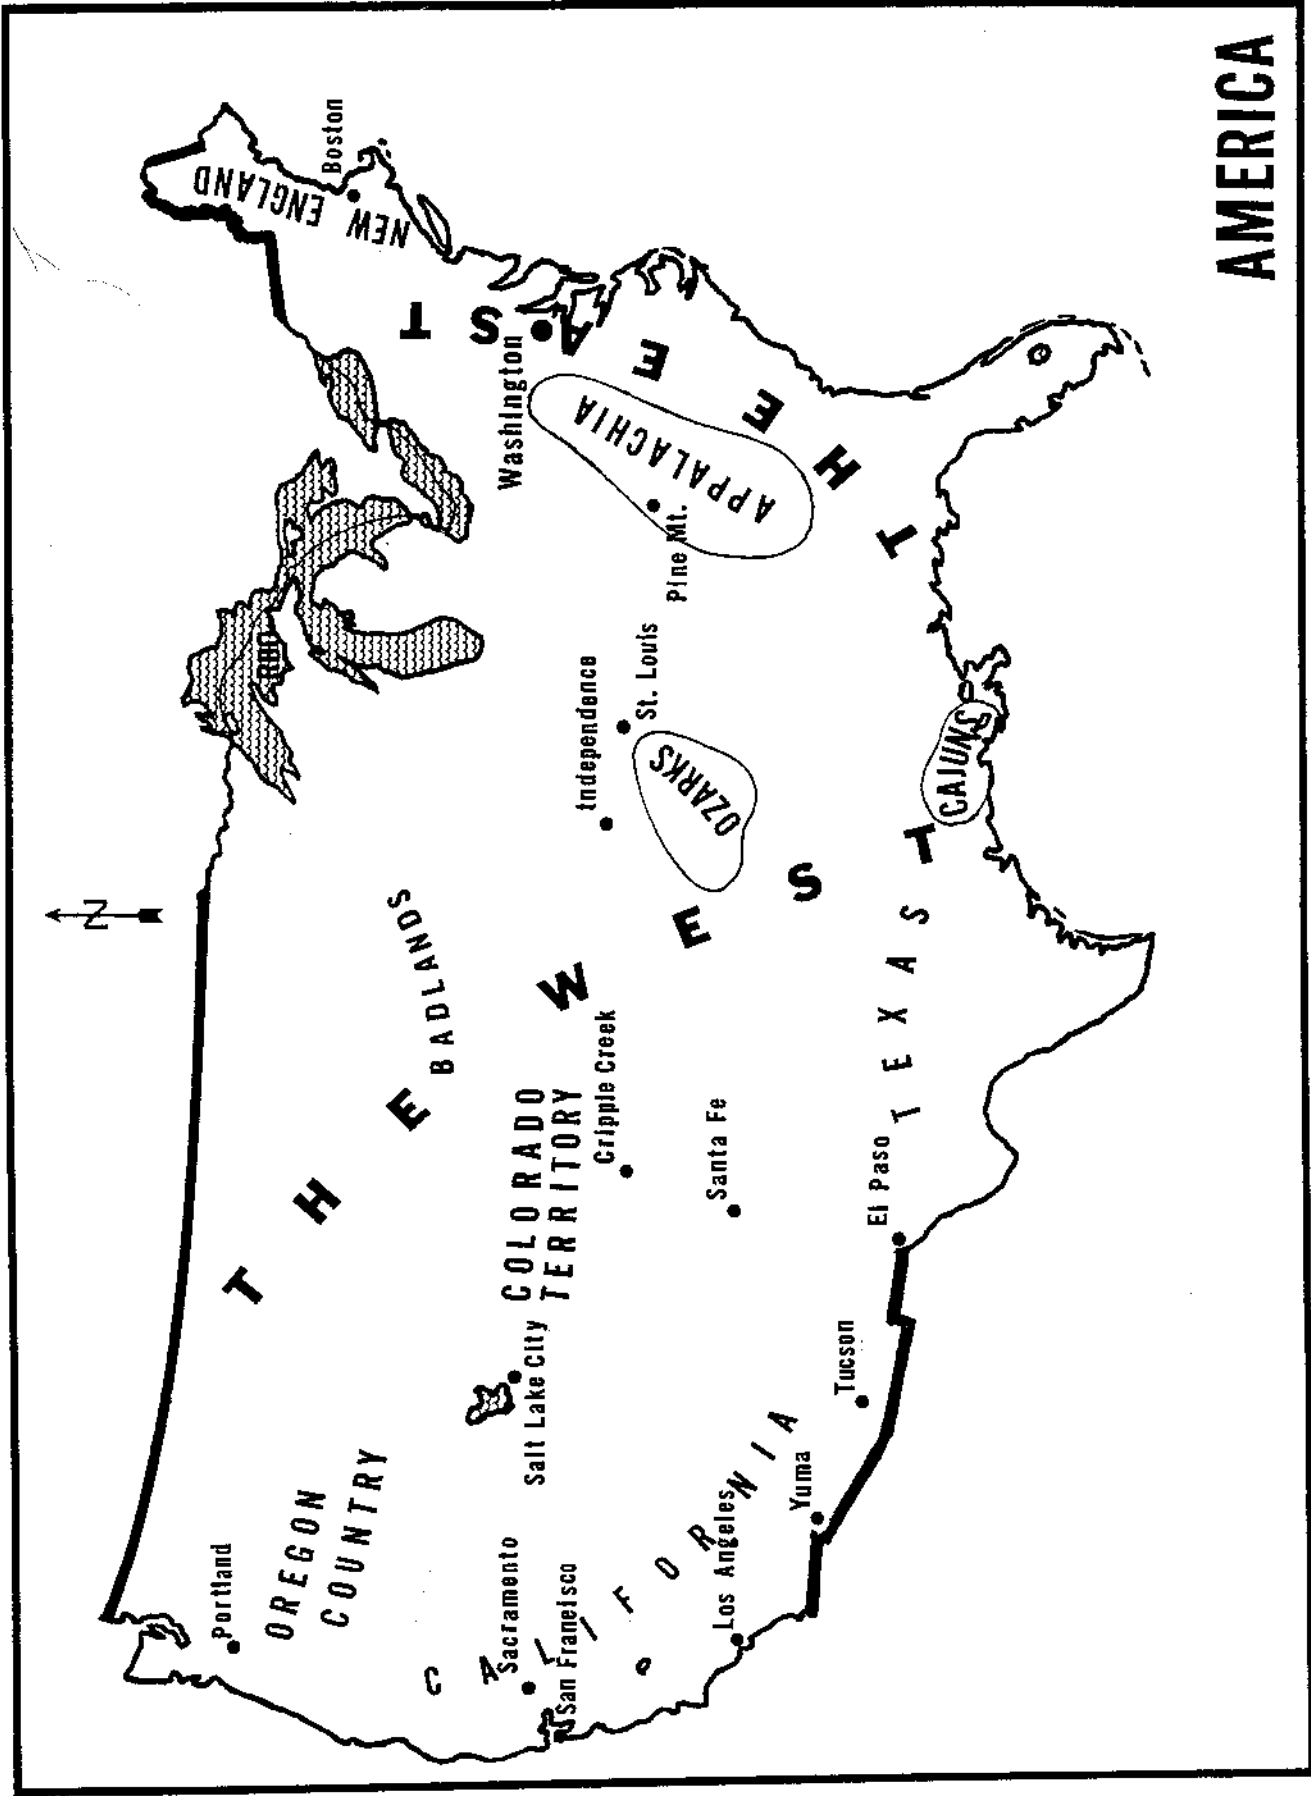 AMERICA
N
THE WEST
THE EAST
NEW ENGLAND
Boston
Washington
APPALACHIA
Pine Mt.
St. Louis
Independence
OZARKS
CAJUNS
BADLANDS
TEXAS
COLORADO
TERRITORY
Cripple Creek
Santa Fe
El Paso
Tucson
Yuma
Salt Lake City
OREGON
COUNTRY
Portland
CALIFORNIA
Sacramento
San Franeisco
Los Angeles